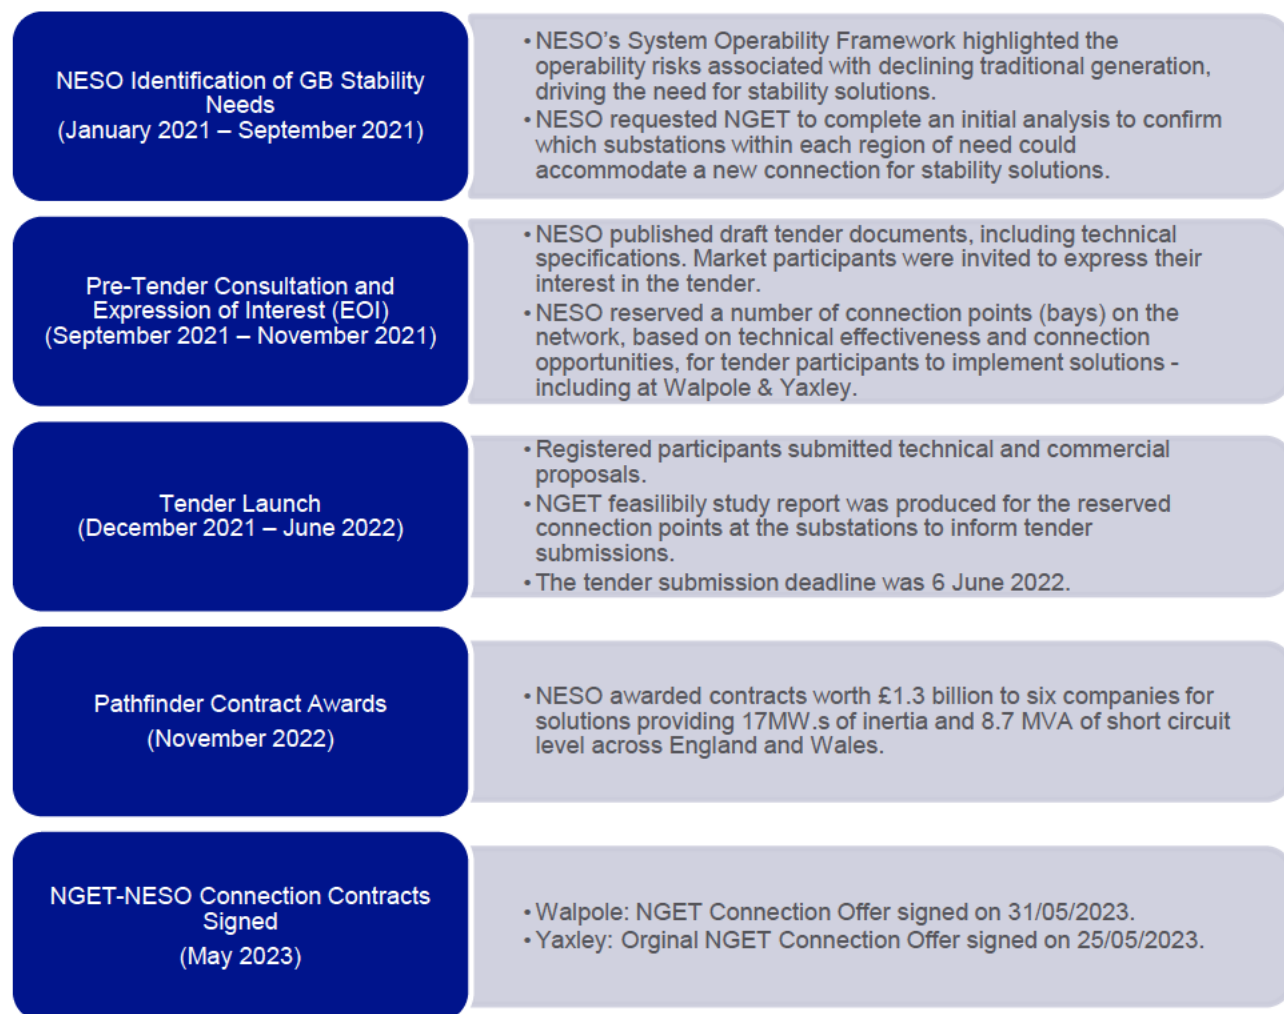 NESO Identification of GB Stability
Needs
(January 2021 – September 2021)
• NESO’s System Operability Framework highlighted the
operability risks associated with declining traditional generation,
driving the need for stability solutions.
• NESO requested NGET to complete an initial analysis to confirm
which substations within each region of need could
accommodate a new connection for stability solutions.
Pre-Tender Consultation and
Expression of Interest (EOI)
(September 2021 – November 2021)
• NESO published draft tender documents, including technical
specifications. Market participants were invited to express their
interest in the tender.
• NESO reserved a number of connection points (bays) on the
network, based on technical effectiveness and connection
opportunities, for tender participants to implement solutions -
including at Walpole & Yaxley.
Tender Launch
(December 2021 – June 2022)
• Registered participants submitted technical and commercial
proposals.
• NGET feasilibily study report was produced for the reserved
connection points at the substations to inform tender
submissions.
• The tender submission deadline was 6 June 2022.
Pathfinder Contract Awards
(November 2022)
• NESO awarded contracts worth £1.3 billion to six companies for
solutions providing 17MW.s of inertia and 8.7 MVA of short circuit
level across England and Wales.
NGET-NESO Connection Contracts
Signed
(May 2023)
• Walpole: NGET Connection Offer signed on 31/05/2023.
• Yaxley: Orginal NGET Connection Offer signed on 25/05/2023.